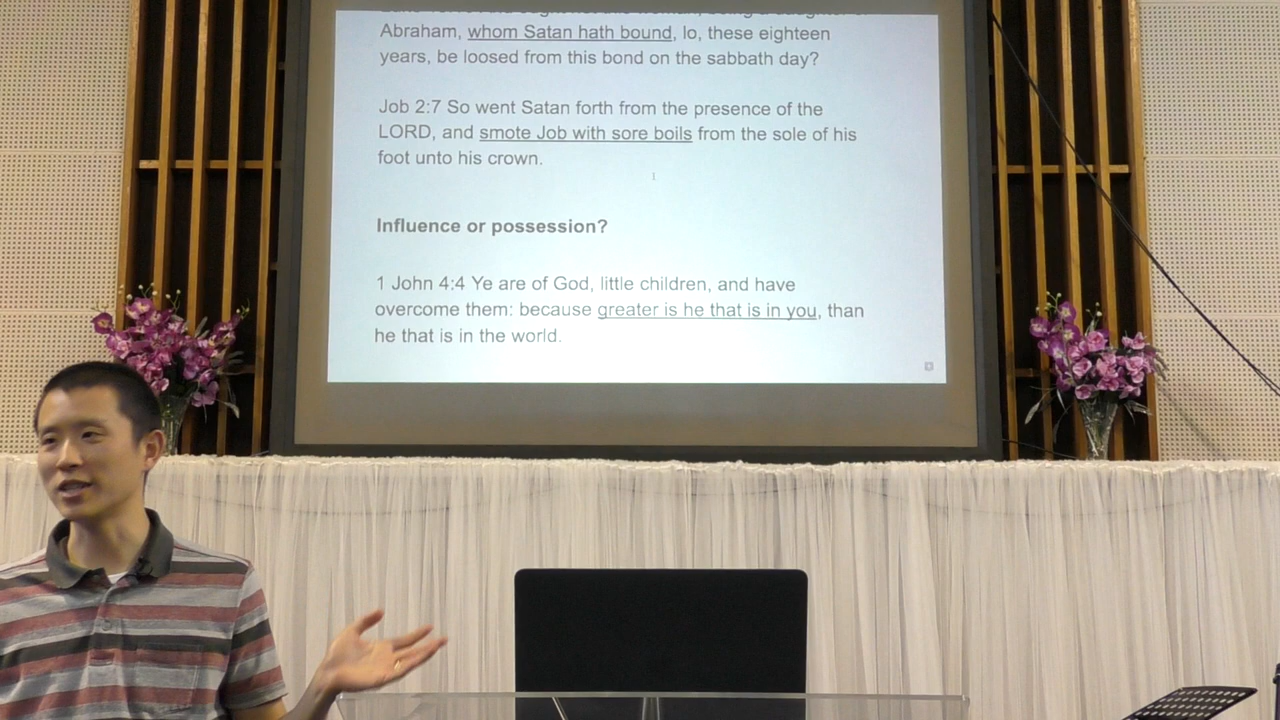 Abraham, whom Satan hath bound, lo, these eighteen
years, be loosed from this bond on the sabbath day?
Job 2:7 So went Satan forth from the presence of the
LORD, and smote Job with sore boils from the sole of his
foot unto his crown.
Influence or possession?
1 John 4:4 Ye are of God, little children, and have
overcome them: because greater is he that is in you, than
he that is in the world.